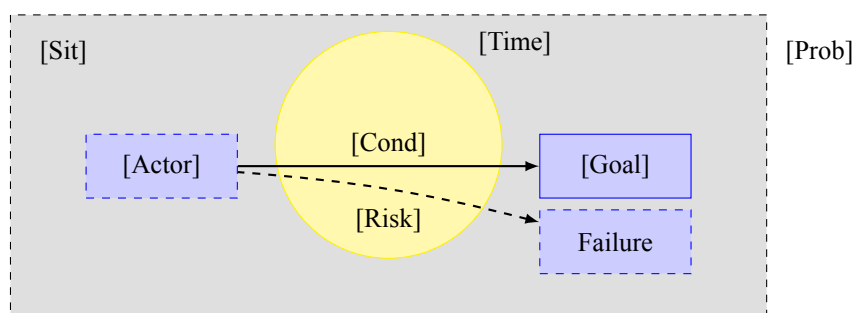 [Sit]
[Time]
[Prob]
[Cond]
[Actor]
[Goal]
[Risk]
Failure